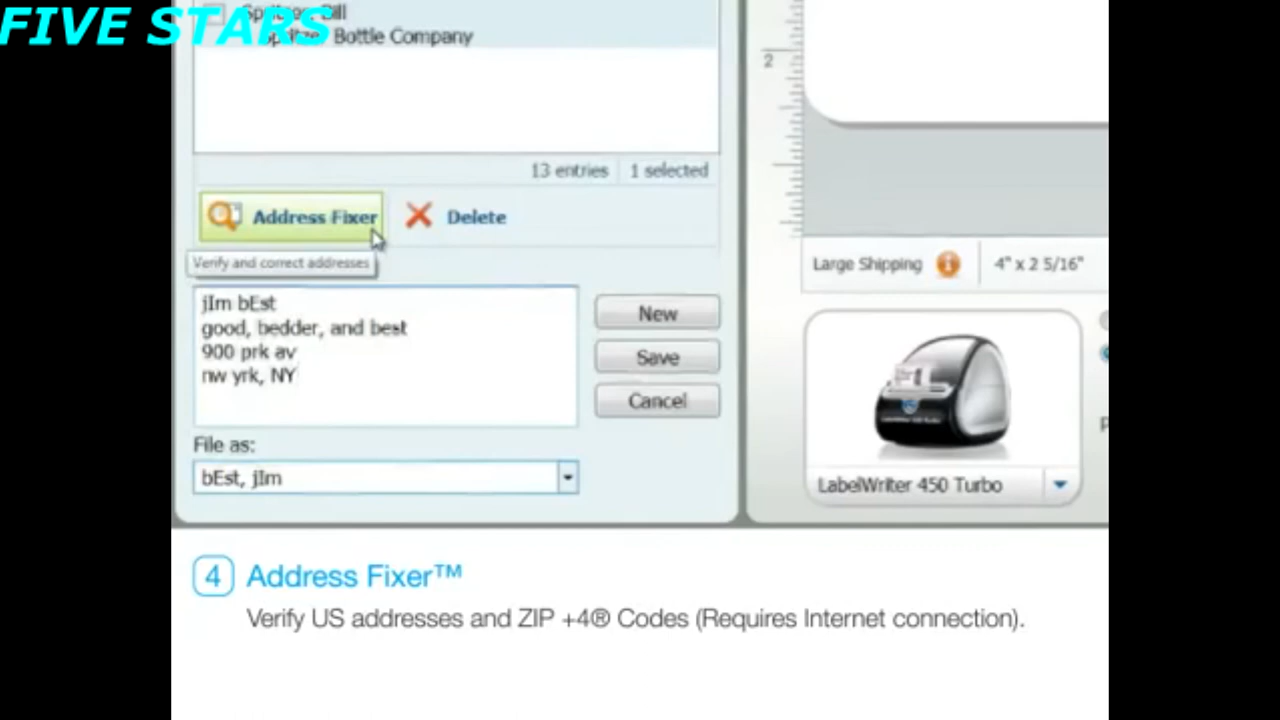 FIVE STARS
Spritzer, Bill
Spritzer Bottle Company
2
13 entries
1 selected
Address Fixer
Delete
Verify and correct addresses
Large Shipping
4" x 2 5/16"
jIm bEst
good, bedder, and best
900 prk av
nw yrk, NY
New
Save
Cancel
File as:
bEst, jIm
LabelWriter 450 Turbo
4 Address Fixer™
Verify US addresses and ZIP +4® Codes (Requires Internet connection).